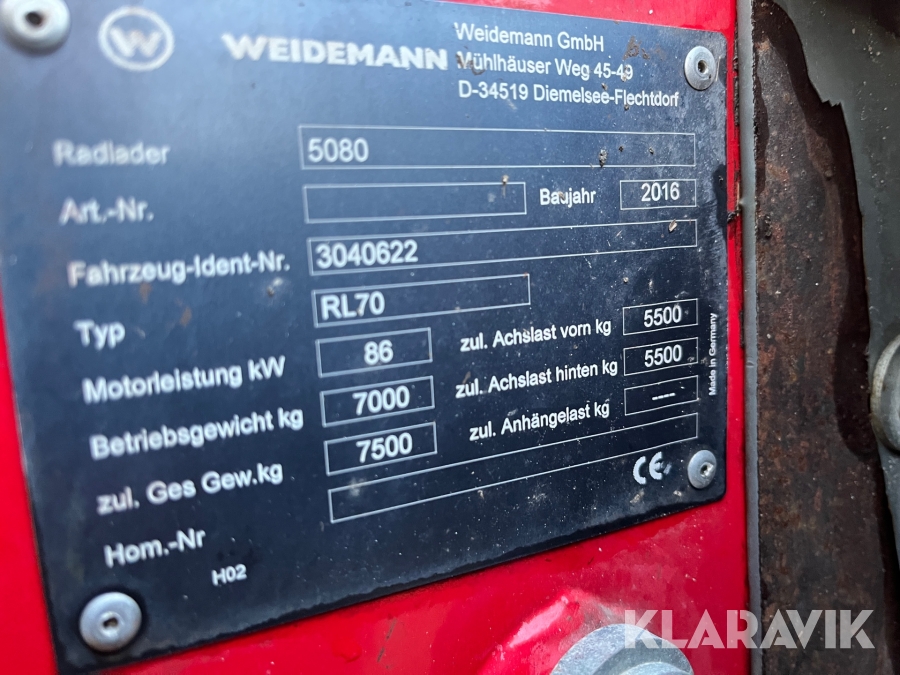 W WEIDEMANN
Weidemann GmbH
Mühlhäuser Weg 45-49
D-34519 Diemelsee-Flechtdorf
Radlader 5080
Art.-Nr. Baujahr 2016
Fahrzeug-Ident-Nr. 3040622
Typ RL70
Motorleistung kW 86 zul. Achslast vorn kg 5500
Betriebsgewicht kg 7000 zul. Achslast hinten kg 5500
zul. Ges Gew.kg 7500 zul. Anhängelast kg ----
Hom.-Nr
CE
H02
Made in Germany
KLARAVIK